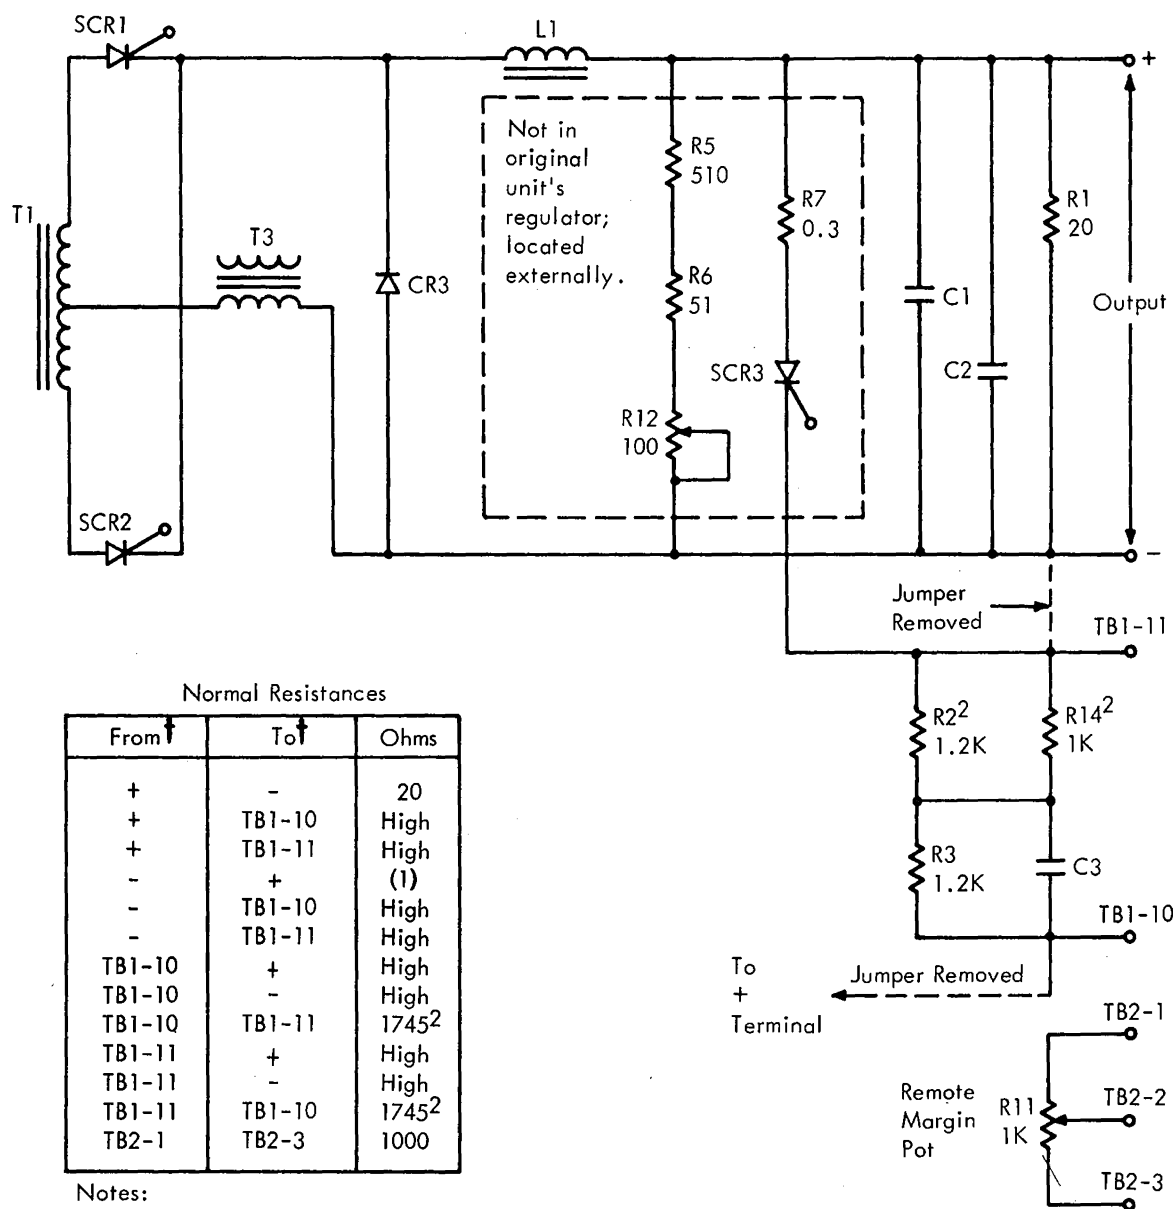 SCR1
L1
+
Not in
original
unit's
regulator;
located
externally.
R5
510
R7
0.3
R1
20
T1
T3
CR3
R6
51
C1
Output
SCR3
C2
R12
100
SCR2
−
Jumper
Removed
TB1-11
R2²
1.2K
R14²
1K
R3
1.2K
C3
TB1-10
To
+
Terminal
Jumper Removed
TB2-1
Remote
Margin
Pot
R11
1K
TB2-2
TB2-3
Normal Resistances
From† To† Ohms
+ - 20
+ TB1-10 High
+ TB1-11 High
- + (1)
- TB1-10 High
- TB1-11 High
TB1-10 + High
TB1-10 - High
TB1-10 TB1-11 1745²
TB1-11 + High
TB1-11 - High
TB1-11 TB1-10 1745²
TB2-1 TB2-3 1000
Notes: